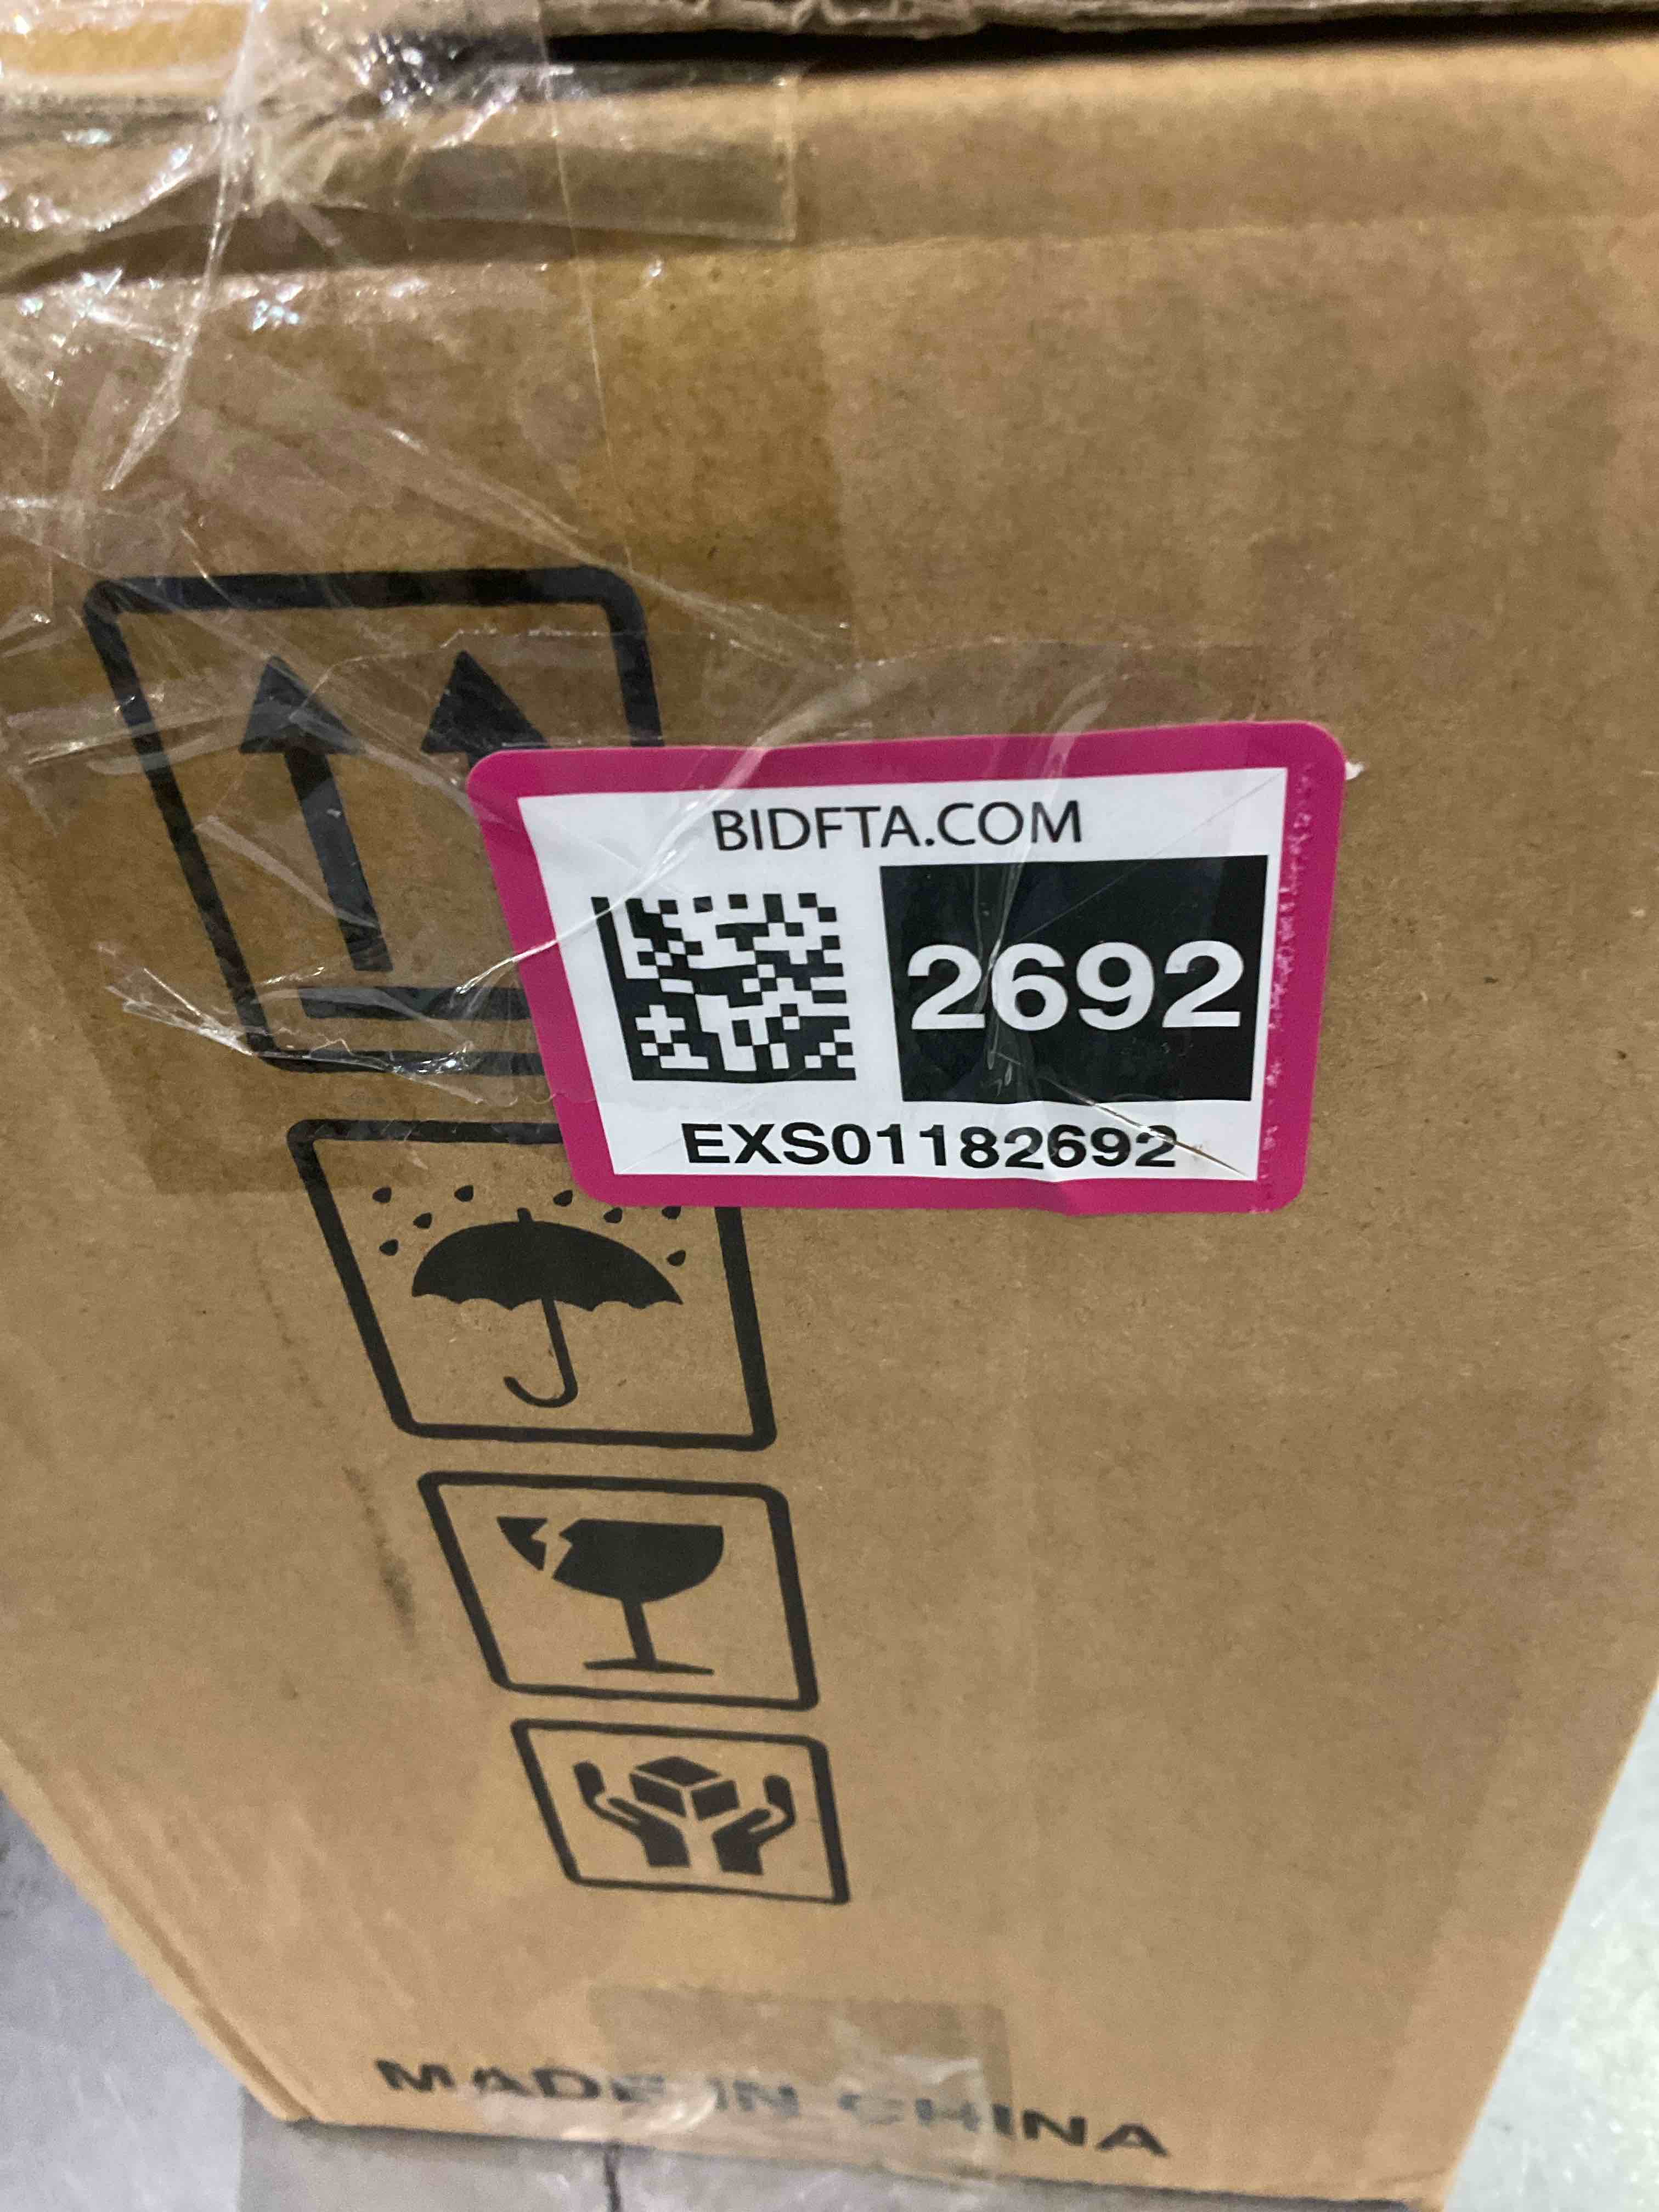 BIDFTA.COM
2692
EXS01182692
MADE IN CHINA